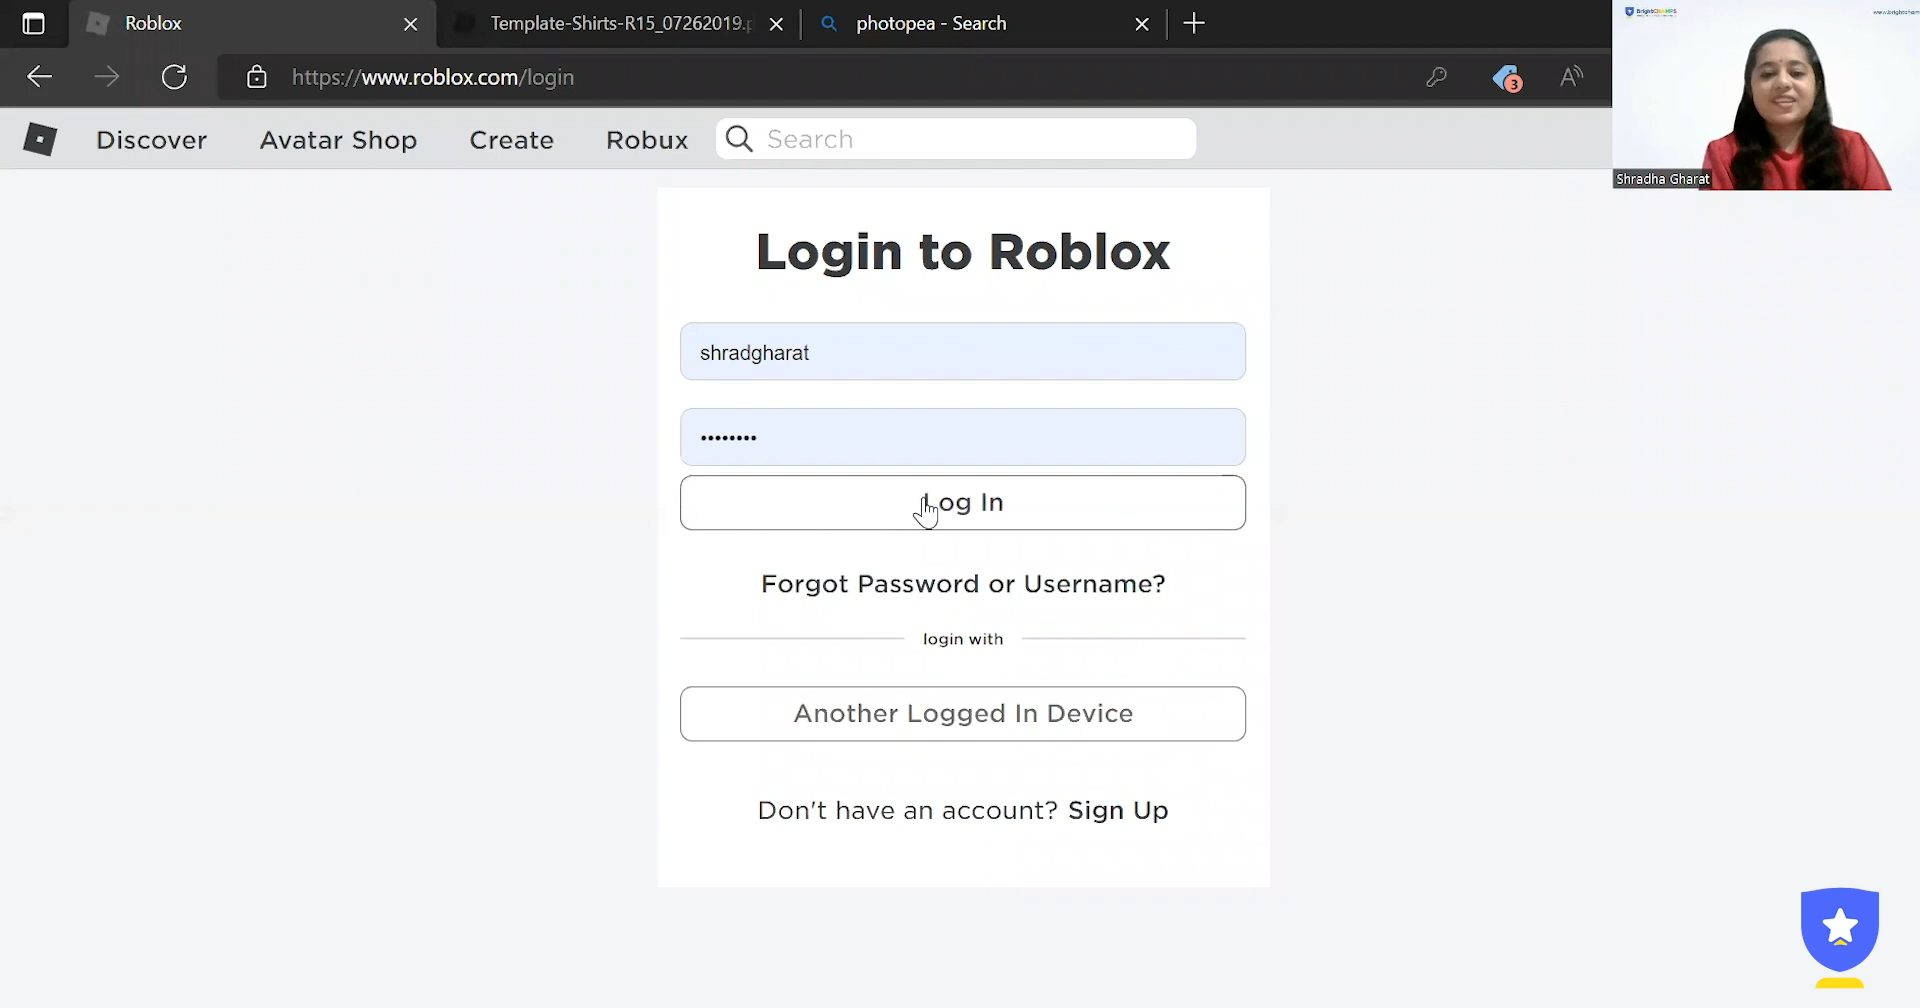 Roblox
Template-Shirts-R15_07262019.p
photopea - Search
https://www.roblox.com/login
3
Discover
Avatar Shop
Create
Robux
Search
BrightCHAMPS
Shradha Gharat
Login to Roblox
shradgharat
Log In
Forgot Password or Username?
login with
Another Logged In Device
Don't have an account? Sign Up